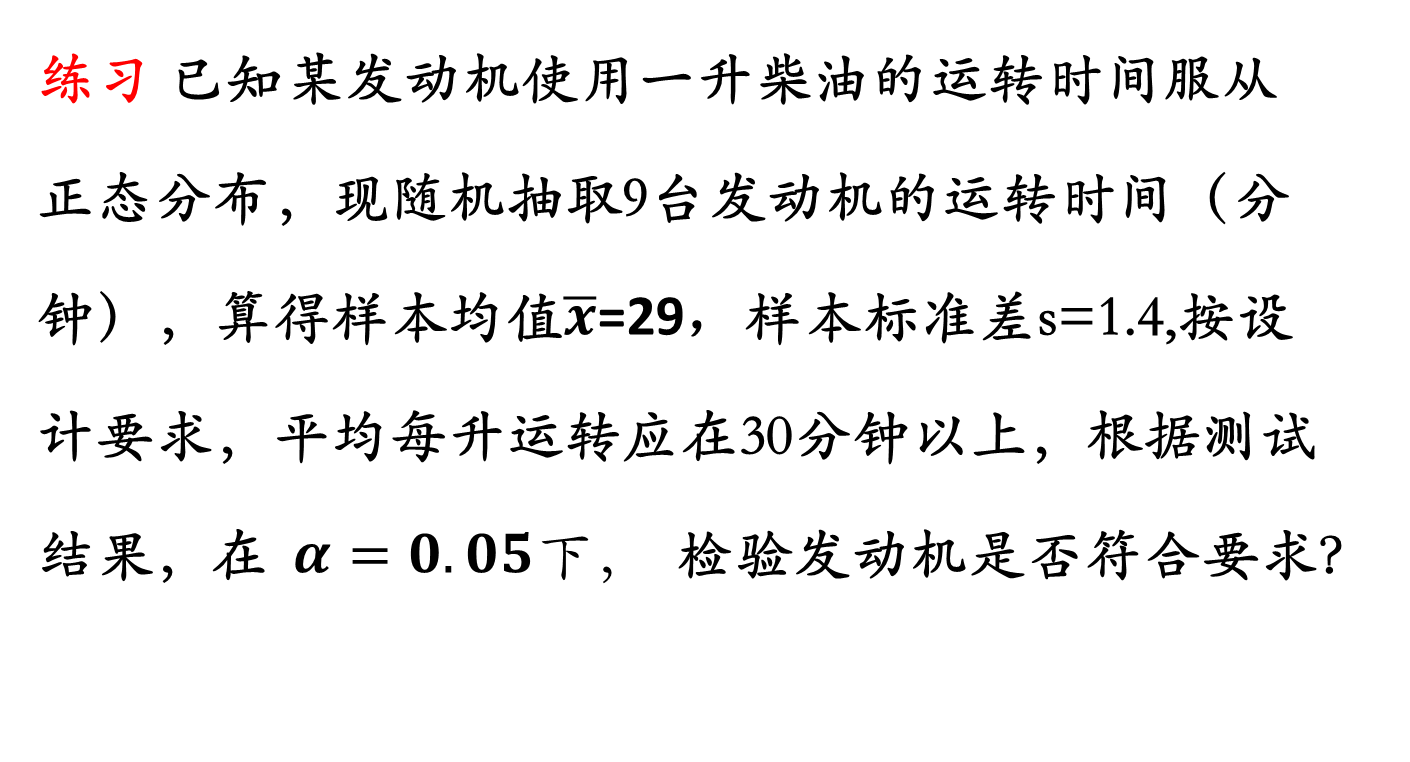 练习 已知某发动机使用一升柴油的运转时间服从
正态分布，现随机抽取9台发动机的运转时间（分
钟），算得样本均值x̅=29，样本标准差s=1.4,按设
计要求，平均每升运转应在30分钟以上，根据测试
结果，在 α = 0.05下， 检验发动机是否符合要求?